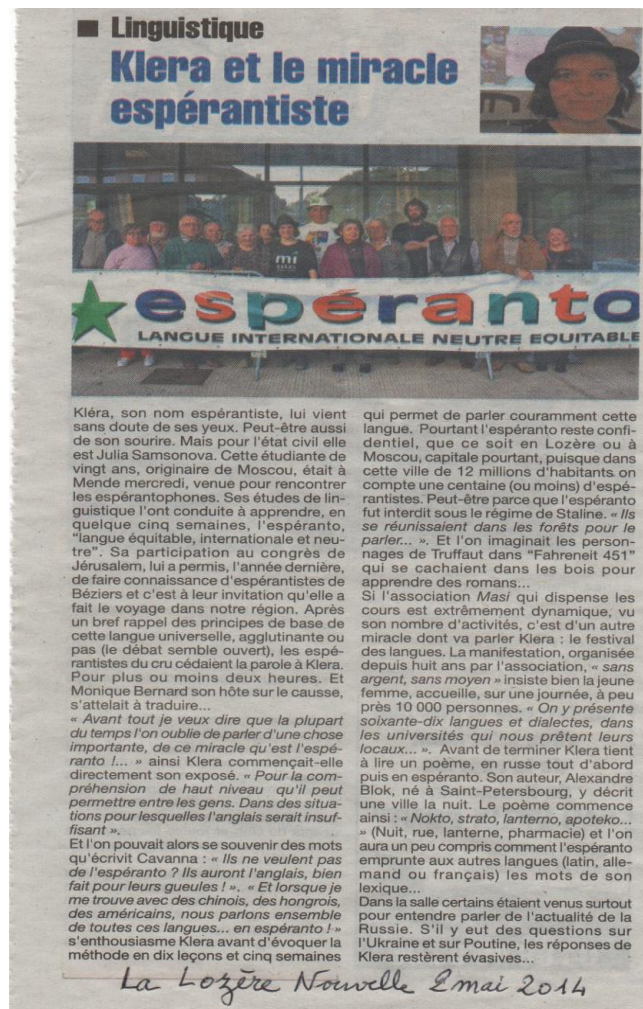 ■ Linguistique
Klera et le miracle
espérantiste
mi
espéranto
LANGUE INTERNATIONALE NEUTRE EQUITABLE
Kléra, son nom espérantiste, lui vient
sans doute de ses yeux. Peut-être aussi
de son sourire. Mais pour l'état civil elle
est Julia Samsonova. Cette étudiante de
vingt ans, originaire de Moscou, était à
Mende mercredi, venue pour rencontrer
les espérantophones. Ses études de lin-
guistique l'ont conduite à apprendre, en
quelque cinq semaines, l'espéranto,
"langue équitable, internationale et neu-
tre". Sa participation au congrès de
Jérusalem, lui a permis, l'année dernière,
de faire connaissance d'espérantistes de
Béziers et c'est à leur invitation qu'elle a
fait le voyage dans notre région. Après
un bref rappel des principes de base de
cette langue universelle, agglutinante ou
pas (le débat semble ouvert), les espé-
rantistes du cru cédaient la parole à Klera.
Pour plus ou moins deux heures. Et
Monique Bernard son hôte sur le causse,
s'attelait à traduire...
« Avant tout je veux dire que la plupart
du temps l'on oublie de parler d'une chose
importante, de ce miracle qu'est l'espé-
ranto !... » ainsi Klera commençait-elle
directement son exposé. « Pour la com-
préhension de haut niveau qu'il peut
permettre entre les gens. Dans des situa-
tions pour lesquelles l'anglais serait insuf-
fisant ».
Et l'on pouvait alors se souvenir des mots
qu'écrivit Cavanna : « Ils ne veulent pas
de l'espéranto ? Ils auront l'anglais, bien
fait pour leurs gueules ! ». « Et lorsque je
me trouve avec des chinois, des hongrois,
des américains, nous parlons ensemble
de toutes ces langues... en espéranto ! »
s'enthousiasme Klera avant d'évoquer la
méthode en dix leçons et cinq semaines
qui permet de parler couramment cette
langue. Pourtant l'espéranto reste confi-
dentiel, que ce soit en Lozère ou à
Moscou, capitale pourtant, puisque dans
cette ville de 12 millions d'habitants on
compte une centaine (ou moins) d'espé-
rantistes. Peut-être parce que l'espéranto
fut interdit sous le régime de Staline. « Ils
se réunissaient dans les forêts pour le
parler... ». Et l'on imaginait les person-
nages de Truffaut dans "Fahreneit 451"
qui se cachaient dans les bois pour
apprendre des romans...
Si l'association Masi qui dispense les
cours est extrêmement dynamique, vu
son nombre d'activités, c'est d'un autre
miracle dont va parler Klera : le festival
des langues. La manifestation, organisée
depuis huit ans par l'association, « sans
argent, sans moyen » insiste bien la jeune
femme, accueille, sur une journée, à peu
près 10 000 personnes. « On y présente
soixante-dix langues et dialectes, dans
les universités qui nous prêtent leurs
locaux... ». Avant de terminer Klera tient
à lire un poème, en russe tout d'abord
puis en espéranto. Son auteur, Alexandre
Blok, né à Saint-Petersbourg, y décrit
une ville la nuit. Le poème commence
ainsi : « Nokto, strato, lanterno, apoteko...
» (Nuit, rue, lanterne, pharmacie) et l'on
aura un peu compris comment l'espéranto
emprunte aux autres langues (latin, alle-
mand ou français) les mots de son
lexique...
Dans la salle certains étaient venus surtout
pour entendre parler de l'actualité de la
Russie. S'il y eut des questions sur
l'Ukraine et sur Poutine, les réponses de
Klera restèrent évasives...
La Lozère Nouvelle 2 mai 2014